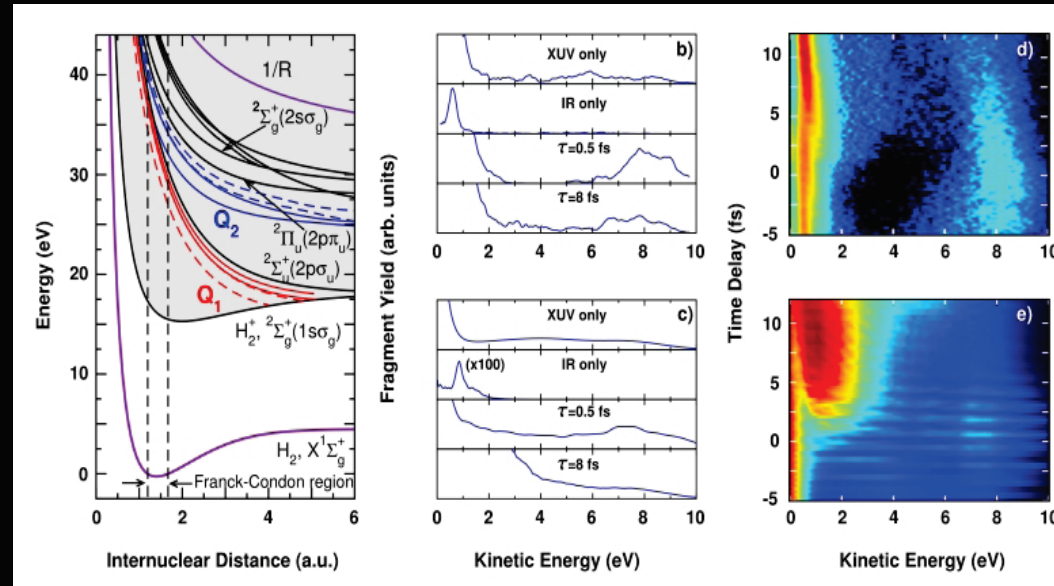 Energy (eV)
40
30
20
10
0
1/R
²Σg⁺(2sσg)
Q₂
²Πu(2pπu)
²Σu⁺(2pσu)
Q₁
H₂⁺, ²Σg⁺(1sσg)
H₂, X¹Σg⁺
Franck-Condon region
0 2 4 6
Internuclear Distance (a.u.)
Fragment Yield (arb. units)
b)
XUV only
IR only
τ=0.5 fs
τ=8 fs
0 2 4 6 8 10
c)
XUV only
IR only
(x100)
τ=0.5 fs
τ=8 fs
0 2 4 6 8 10
Kinetic Energy (eV)
Time Delay (fs)
d)
10
5
0
-5
0 2 4 6 8 10
e)
10
5
0
-5
0 2 4 6 8 10
Kinetic Energy (eV)